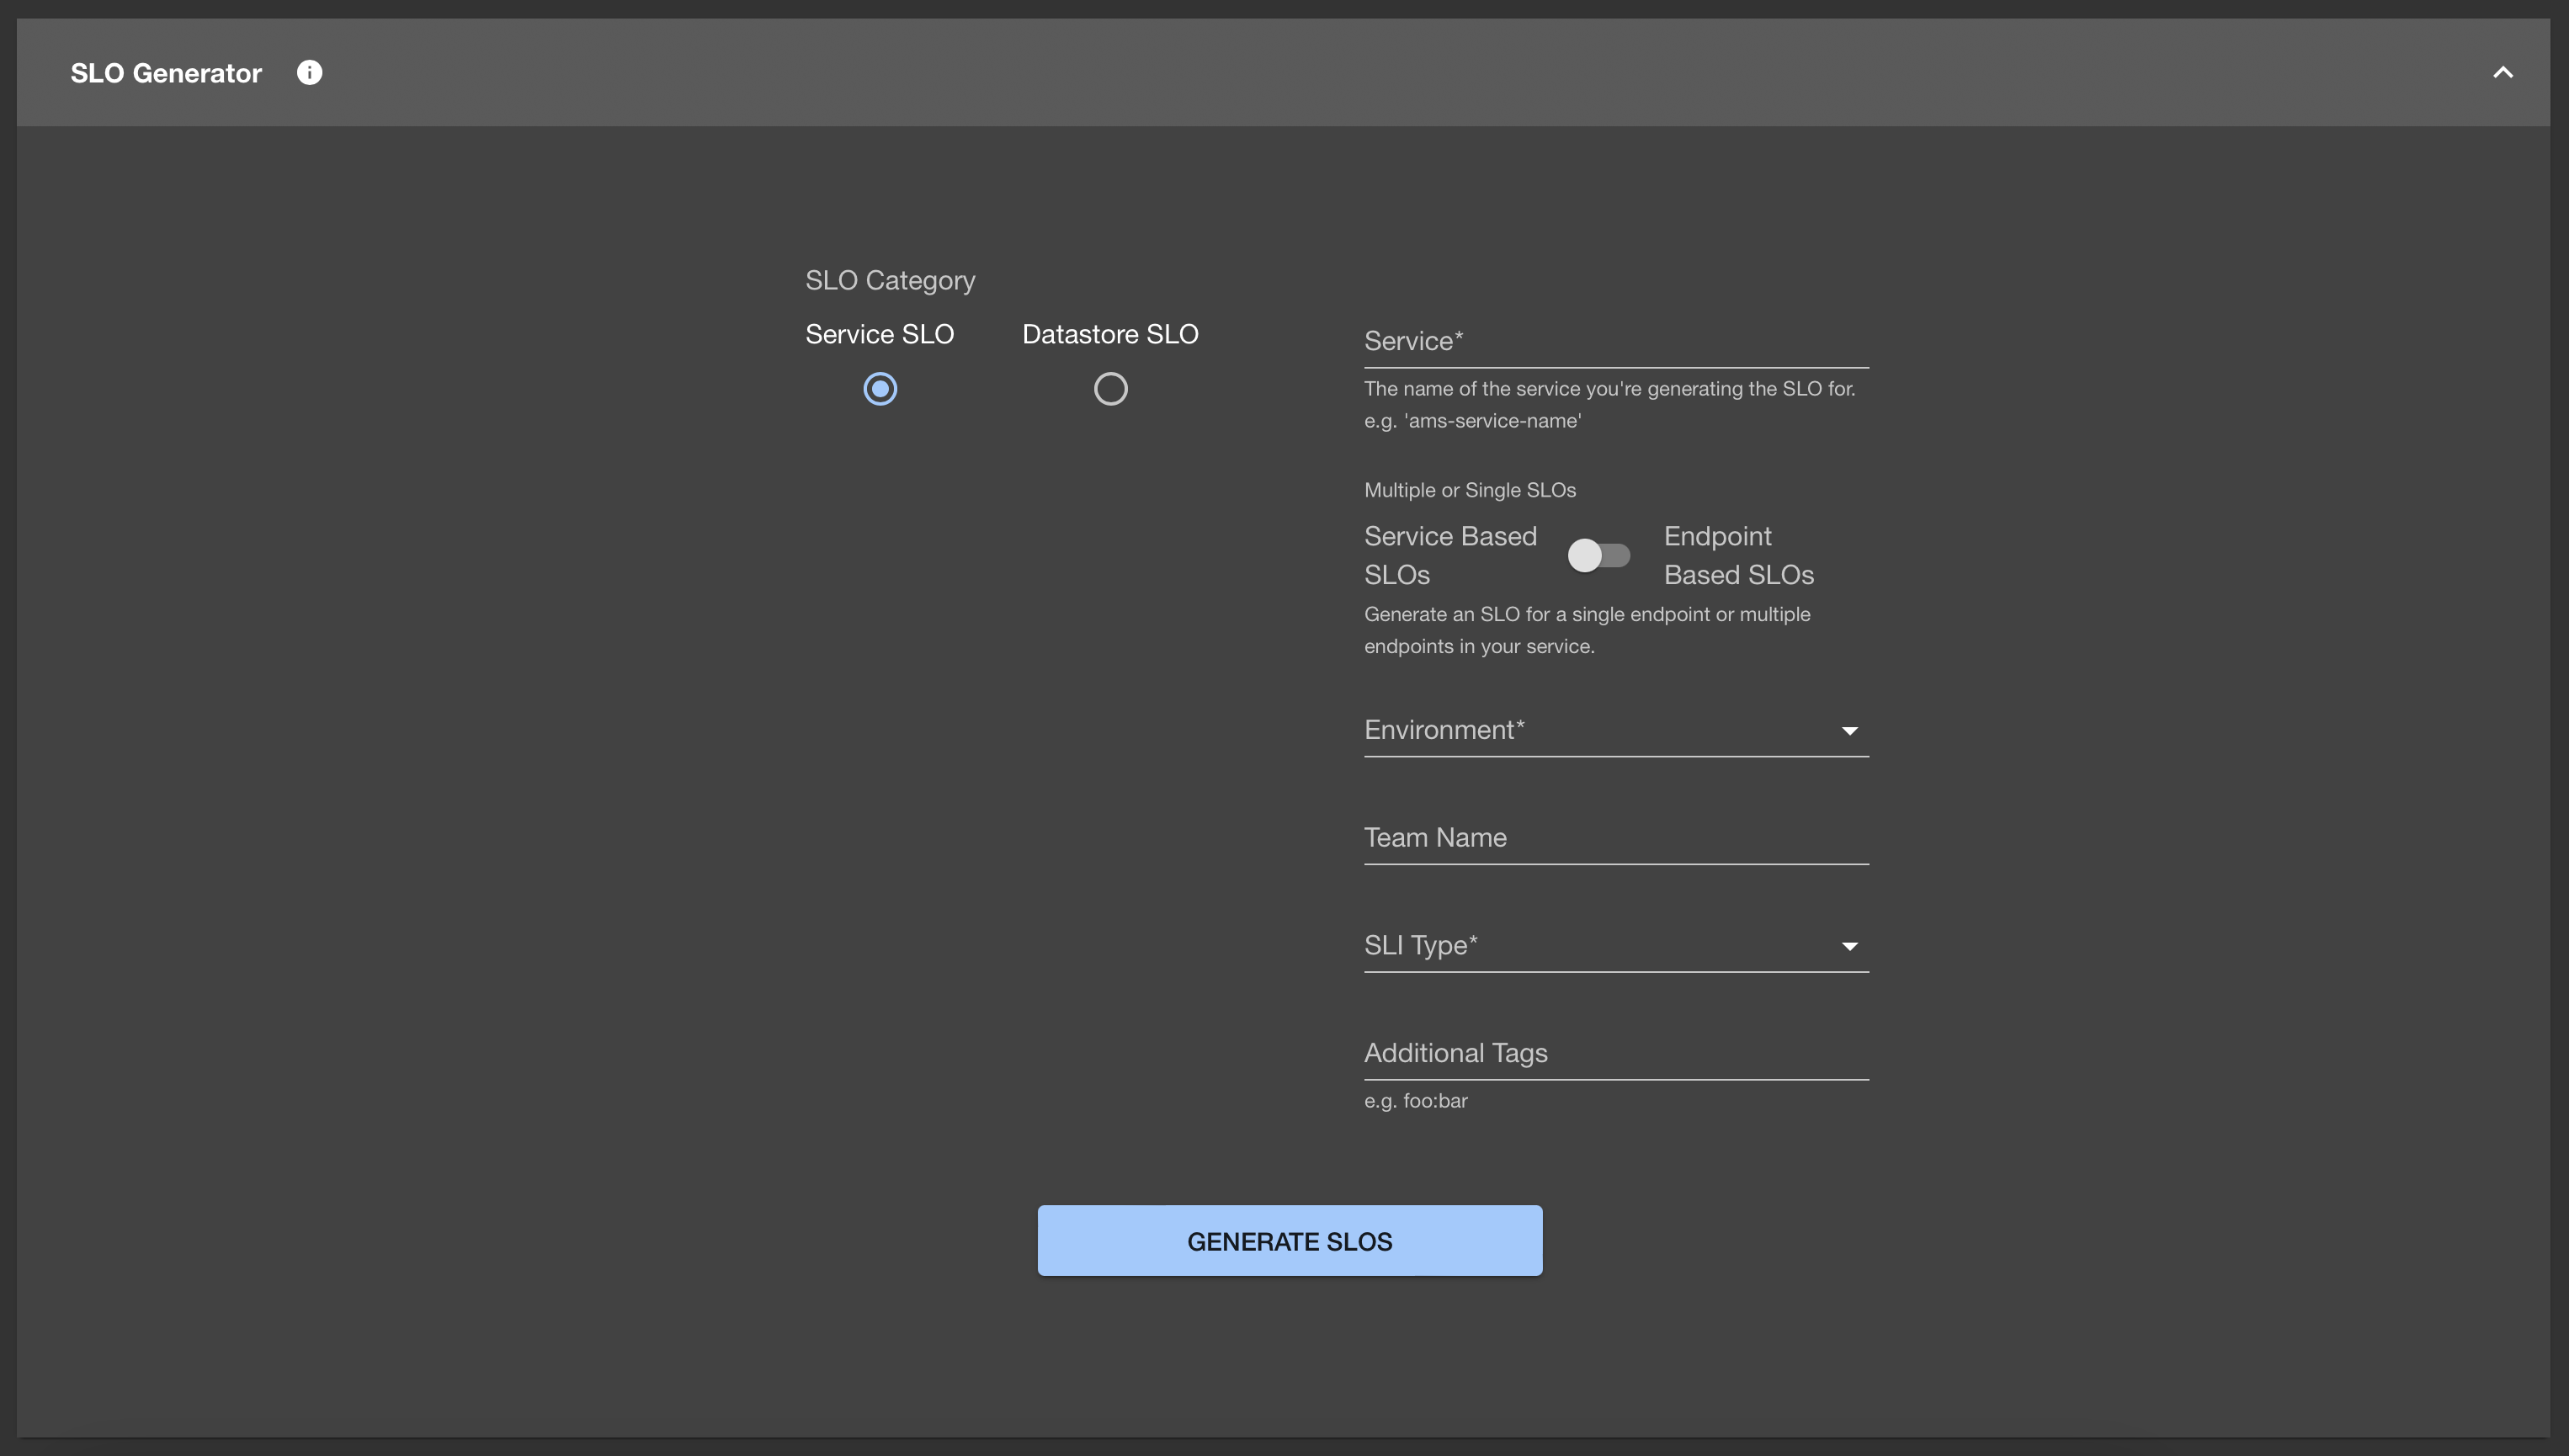 SLO Generator
SLO Category
Service SLO
Datastore SLO
Service*
The name of the service you're generating the SLO for.
e.g. 'ams-service-name'
Multiple or Single SLOs
Service Based
SLOs
Endpoint
Based SLOs
Generate an SLO for a single endpoint or multiple
endpoints in your service.
Environment*
Team Name
SLI Type*
Additional Tags
e.g. foo:bar
GENERATE SLOS